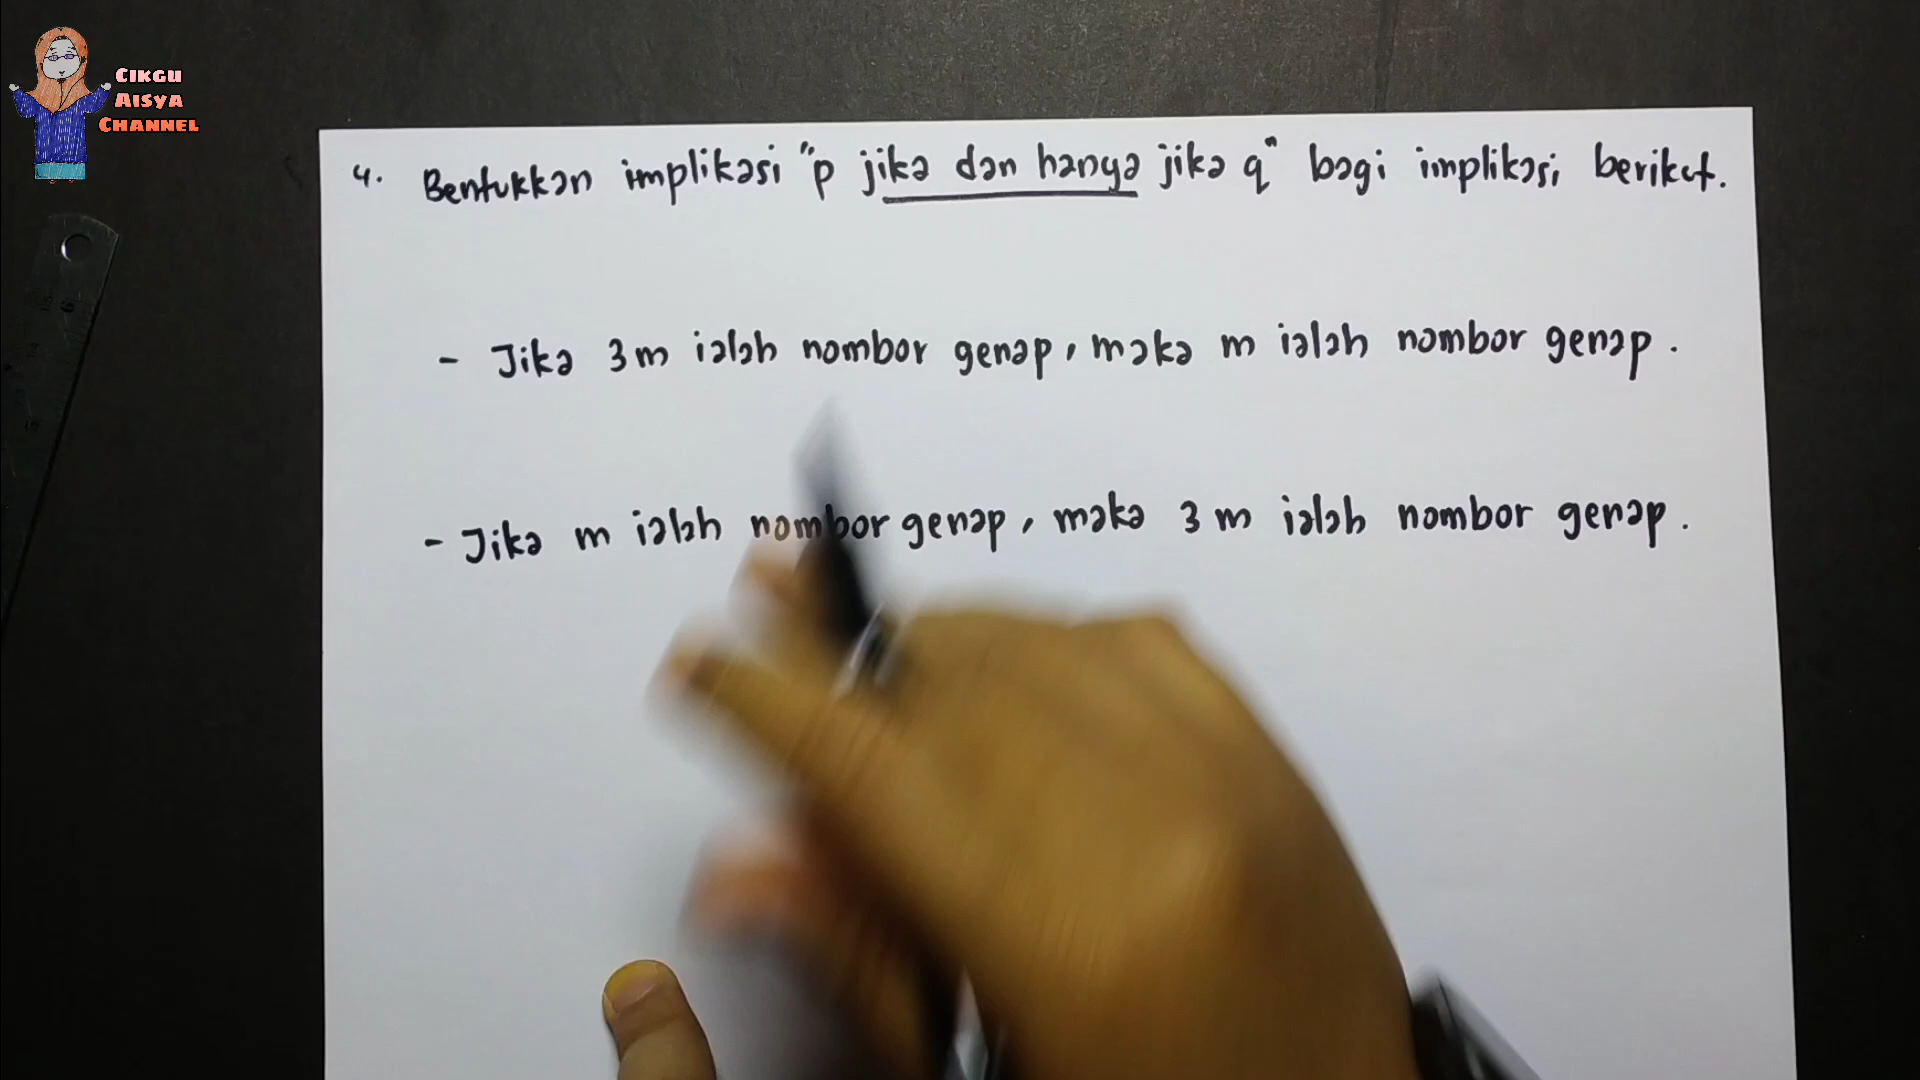 CIKGU
AISYA
CHANNEL
4. Bentukkan implikasi "p jika dan hanya jika q" bagi implikasi berikut.
- Jika 3m ialah nombor genap, maka m ialah nombor genap.
- Jika m ialah nombor genap, maka 3m ialah nombor genap.